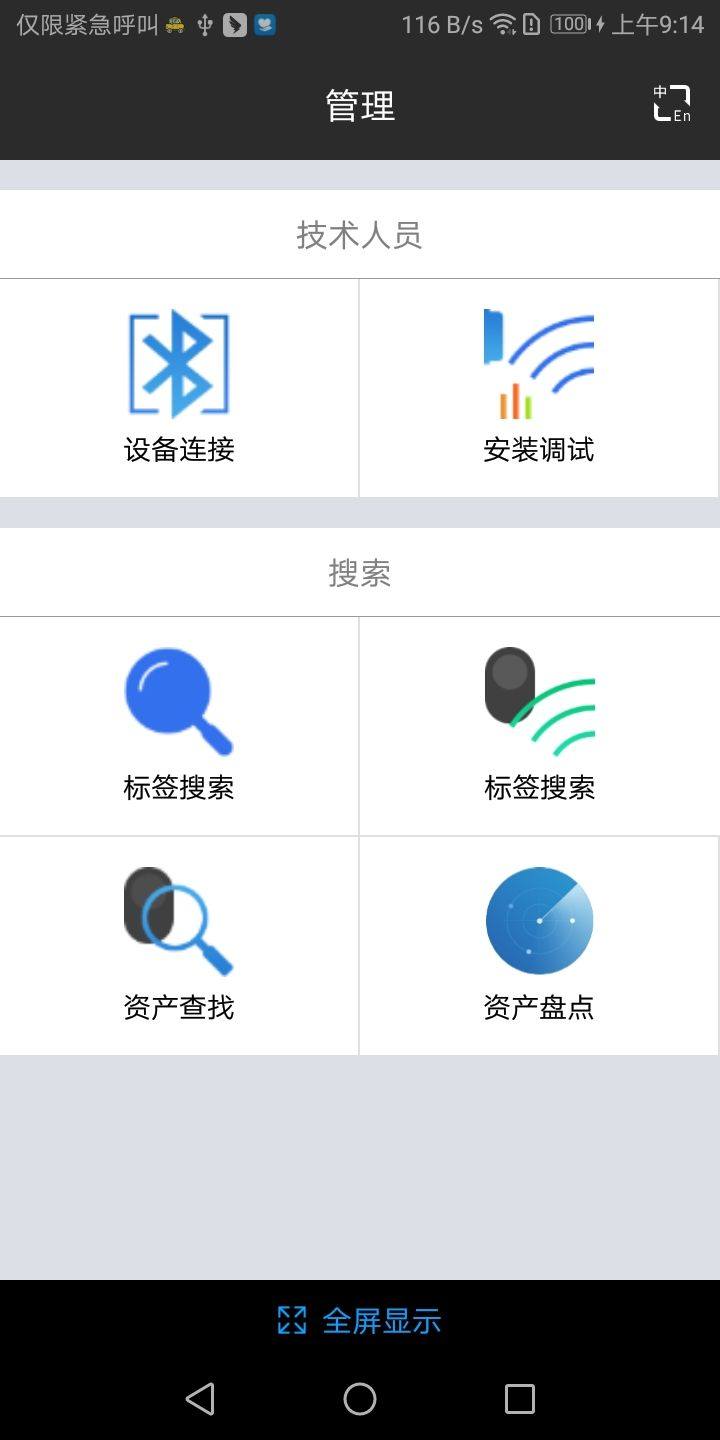 仅限紧急呼叫 116 B/s 100 上午9:14
管理
中
En
技术人员
设备连接 安装调试
搜索
标签搜索 标签搜索
资产查找 资产盘点
全屏显示